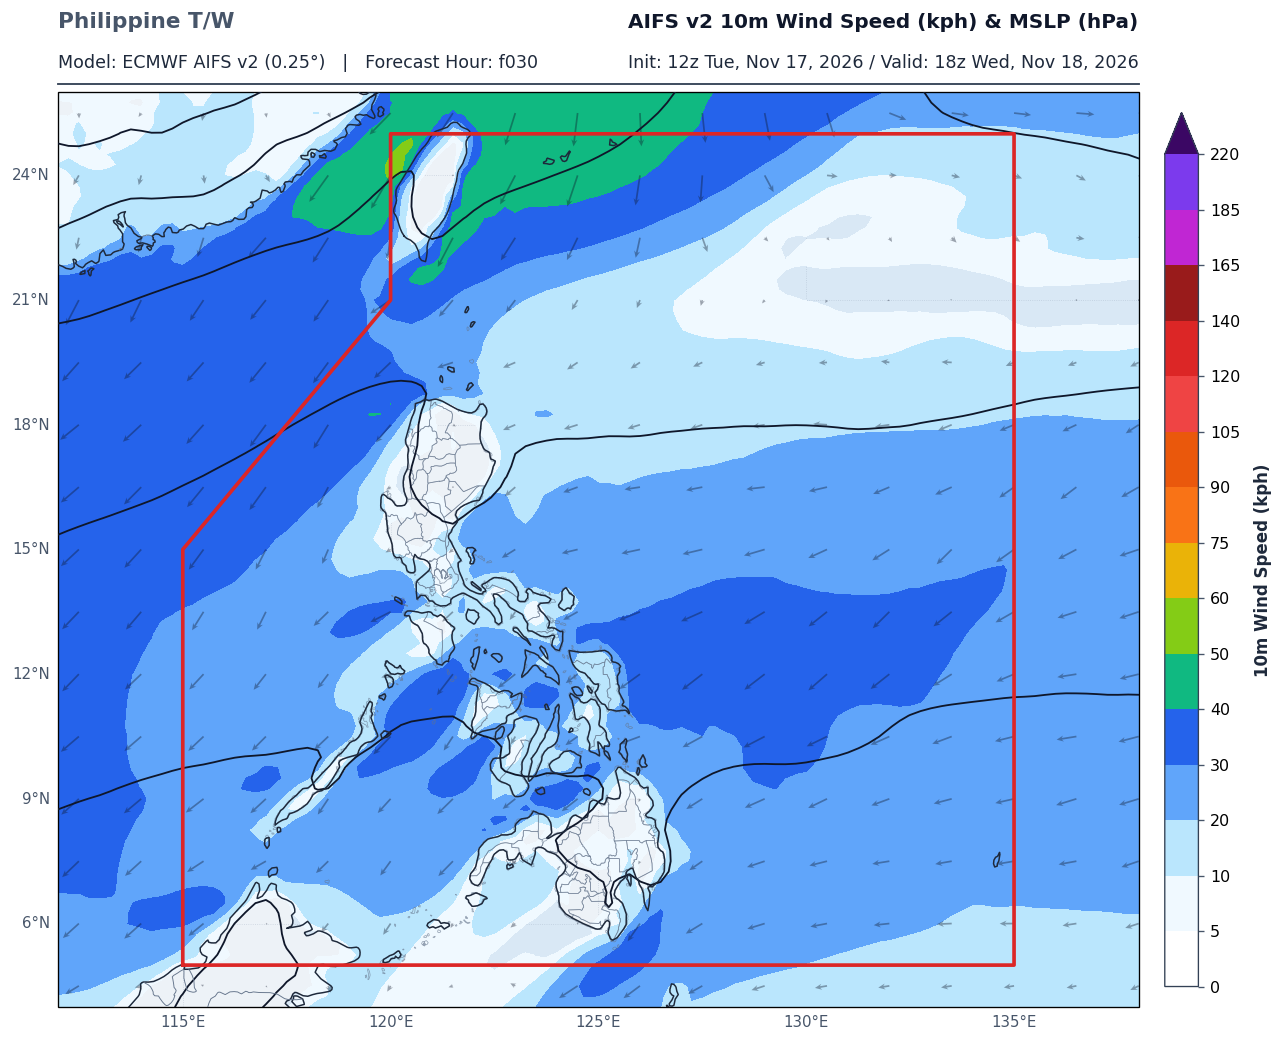 Philippine T/W
AIFS v2 10m Wind Speed (kph) & MSLP (hPa)
Model: ECMWF AIFS v2 (0.25°) | Forecast Hour: f030
Init: 12z Tue, Nov 17, 2026 / Valid: 18z Wed, Nov 18, 2026
24°N
21°N
18°N
15°N
12°N
9°N
6°N
115°E
120°E
125°E
130°E
135°E
220
185
165
140
120
105
90
75
60
50
40
30
20
10
5
0
10m Wind Speed (kph)